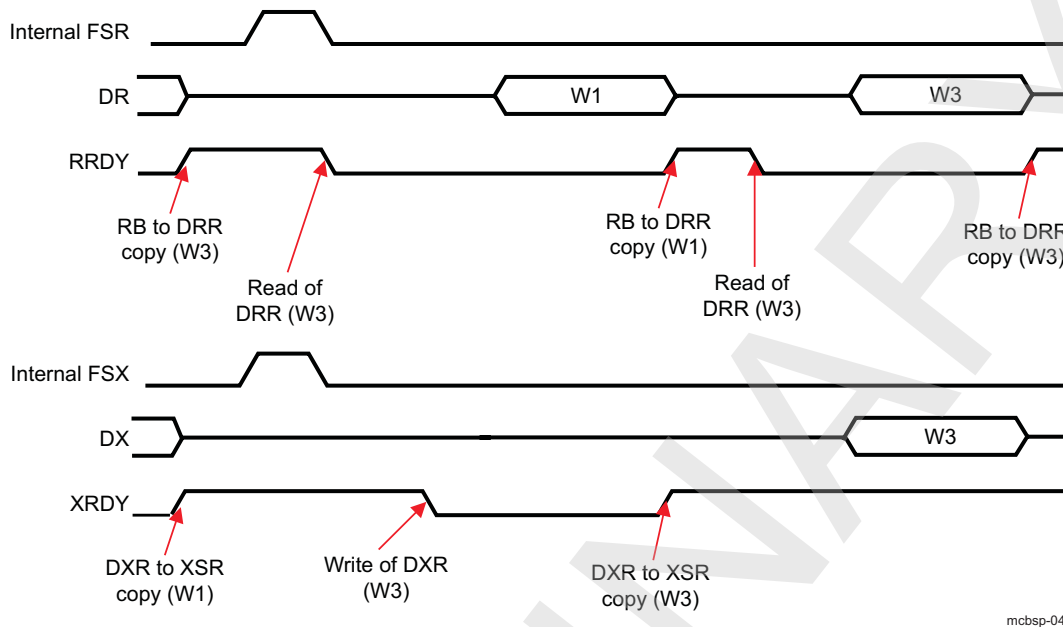 Internal FSR
DR
W1
W3
RRDY
RB to DRR
copy (W3)
Read of
DRR (W3)
RB to DRR
copy (W1)
Read of
DRR (W3)
RB to DRR
copy (W3)
Internal FSX
DX
W3
XRDY
DXR to XSR
copy (W1)
Write of DXR
(W3)
DXR to XSR
copy (W3)